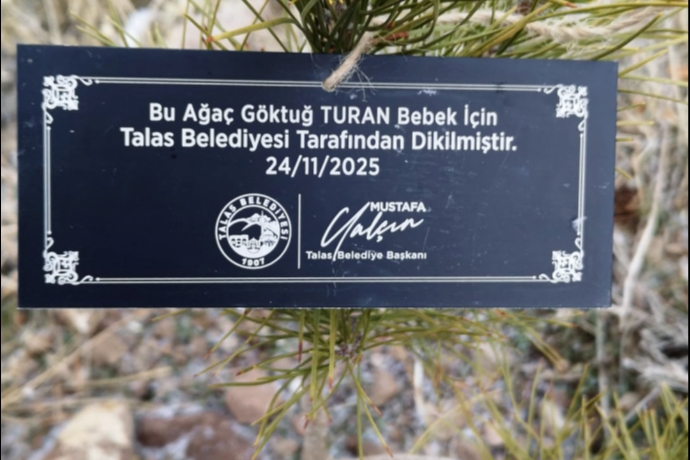 Bu Ağaç Göktuğ TURAN Bebek İçin
Talas Belediyesi Tarafından Dikilmiştir.
24/11/2025
TALAS BELEDİYESİ
1907
MUSTAFA
Yalçın
Talas Belediye Başkanı